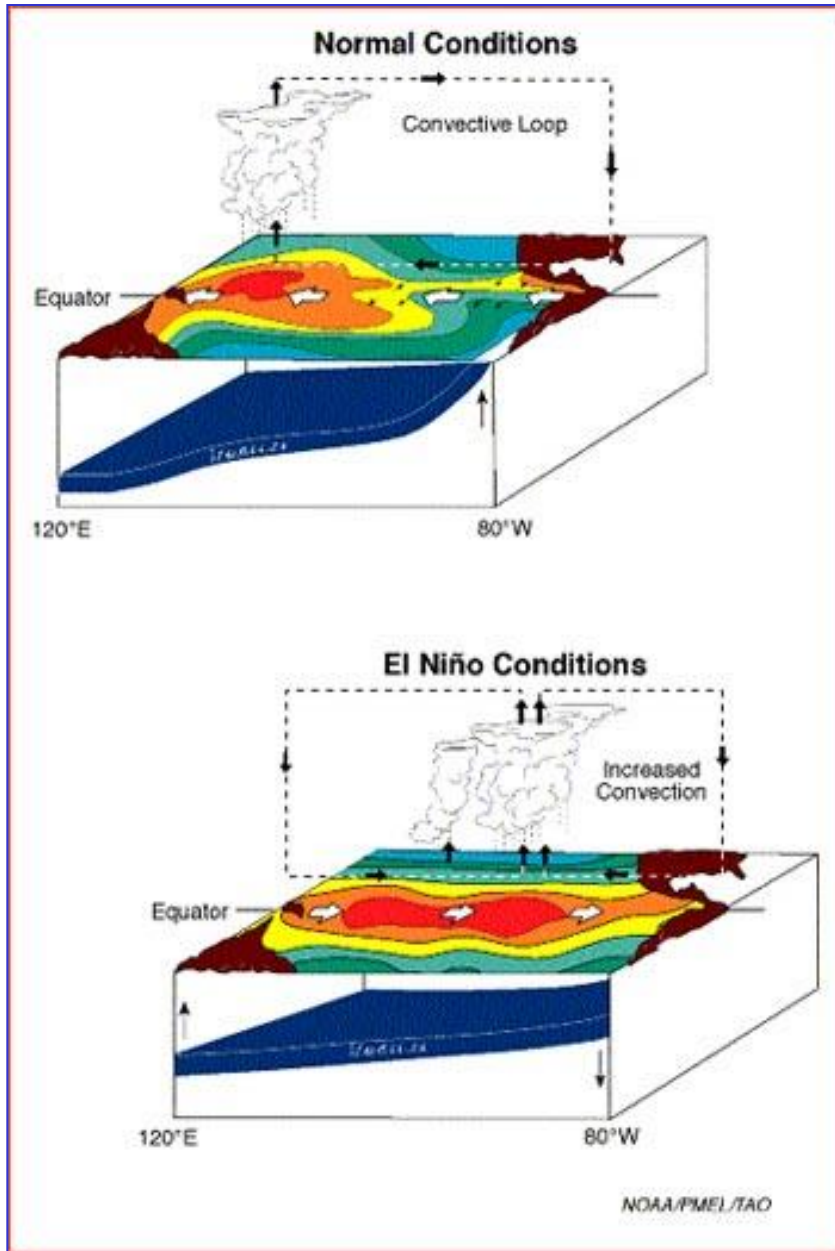 Normal Conditions
Convective Loop
Equator
120°E
80°W
El Niño Conditions
Increased
Convection
Equator
120°E
80°W
NOAA/PMEL/TAO